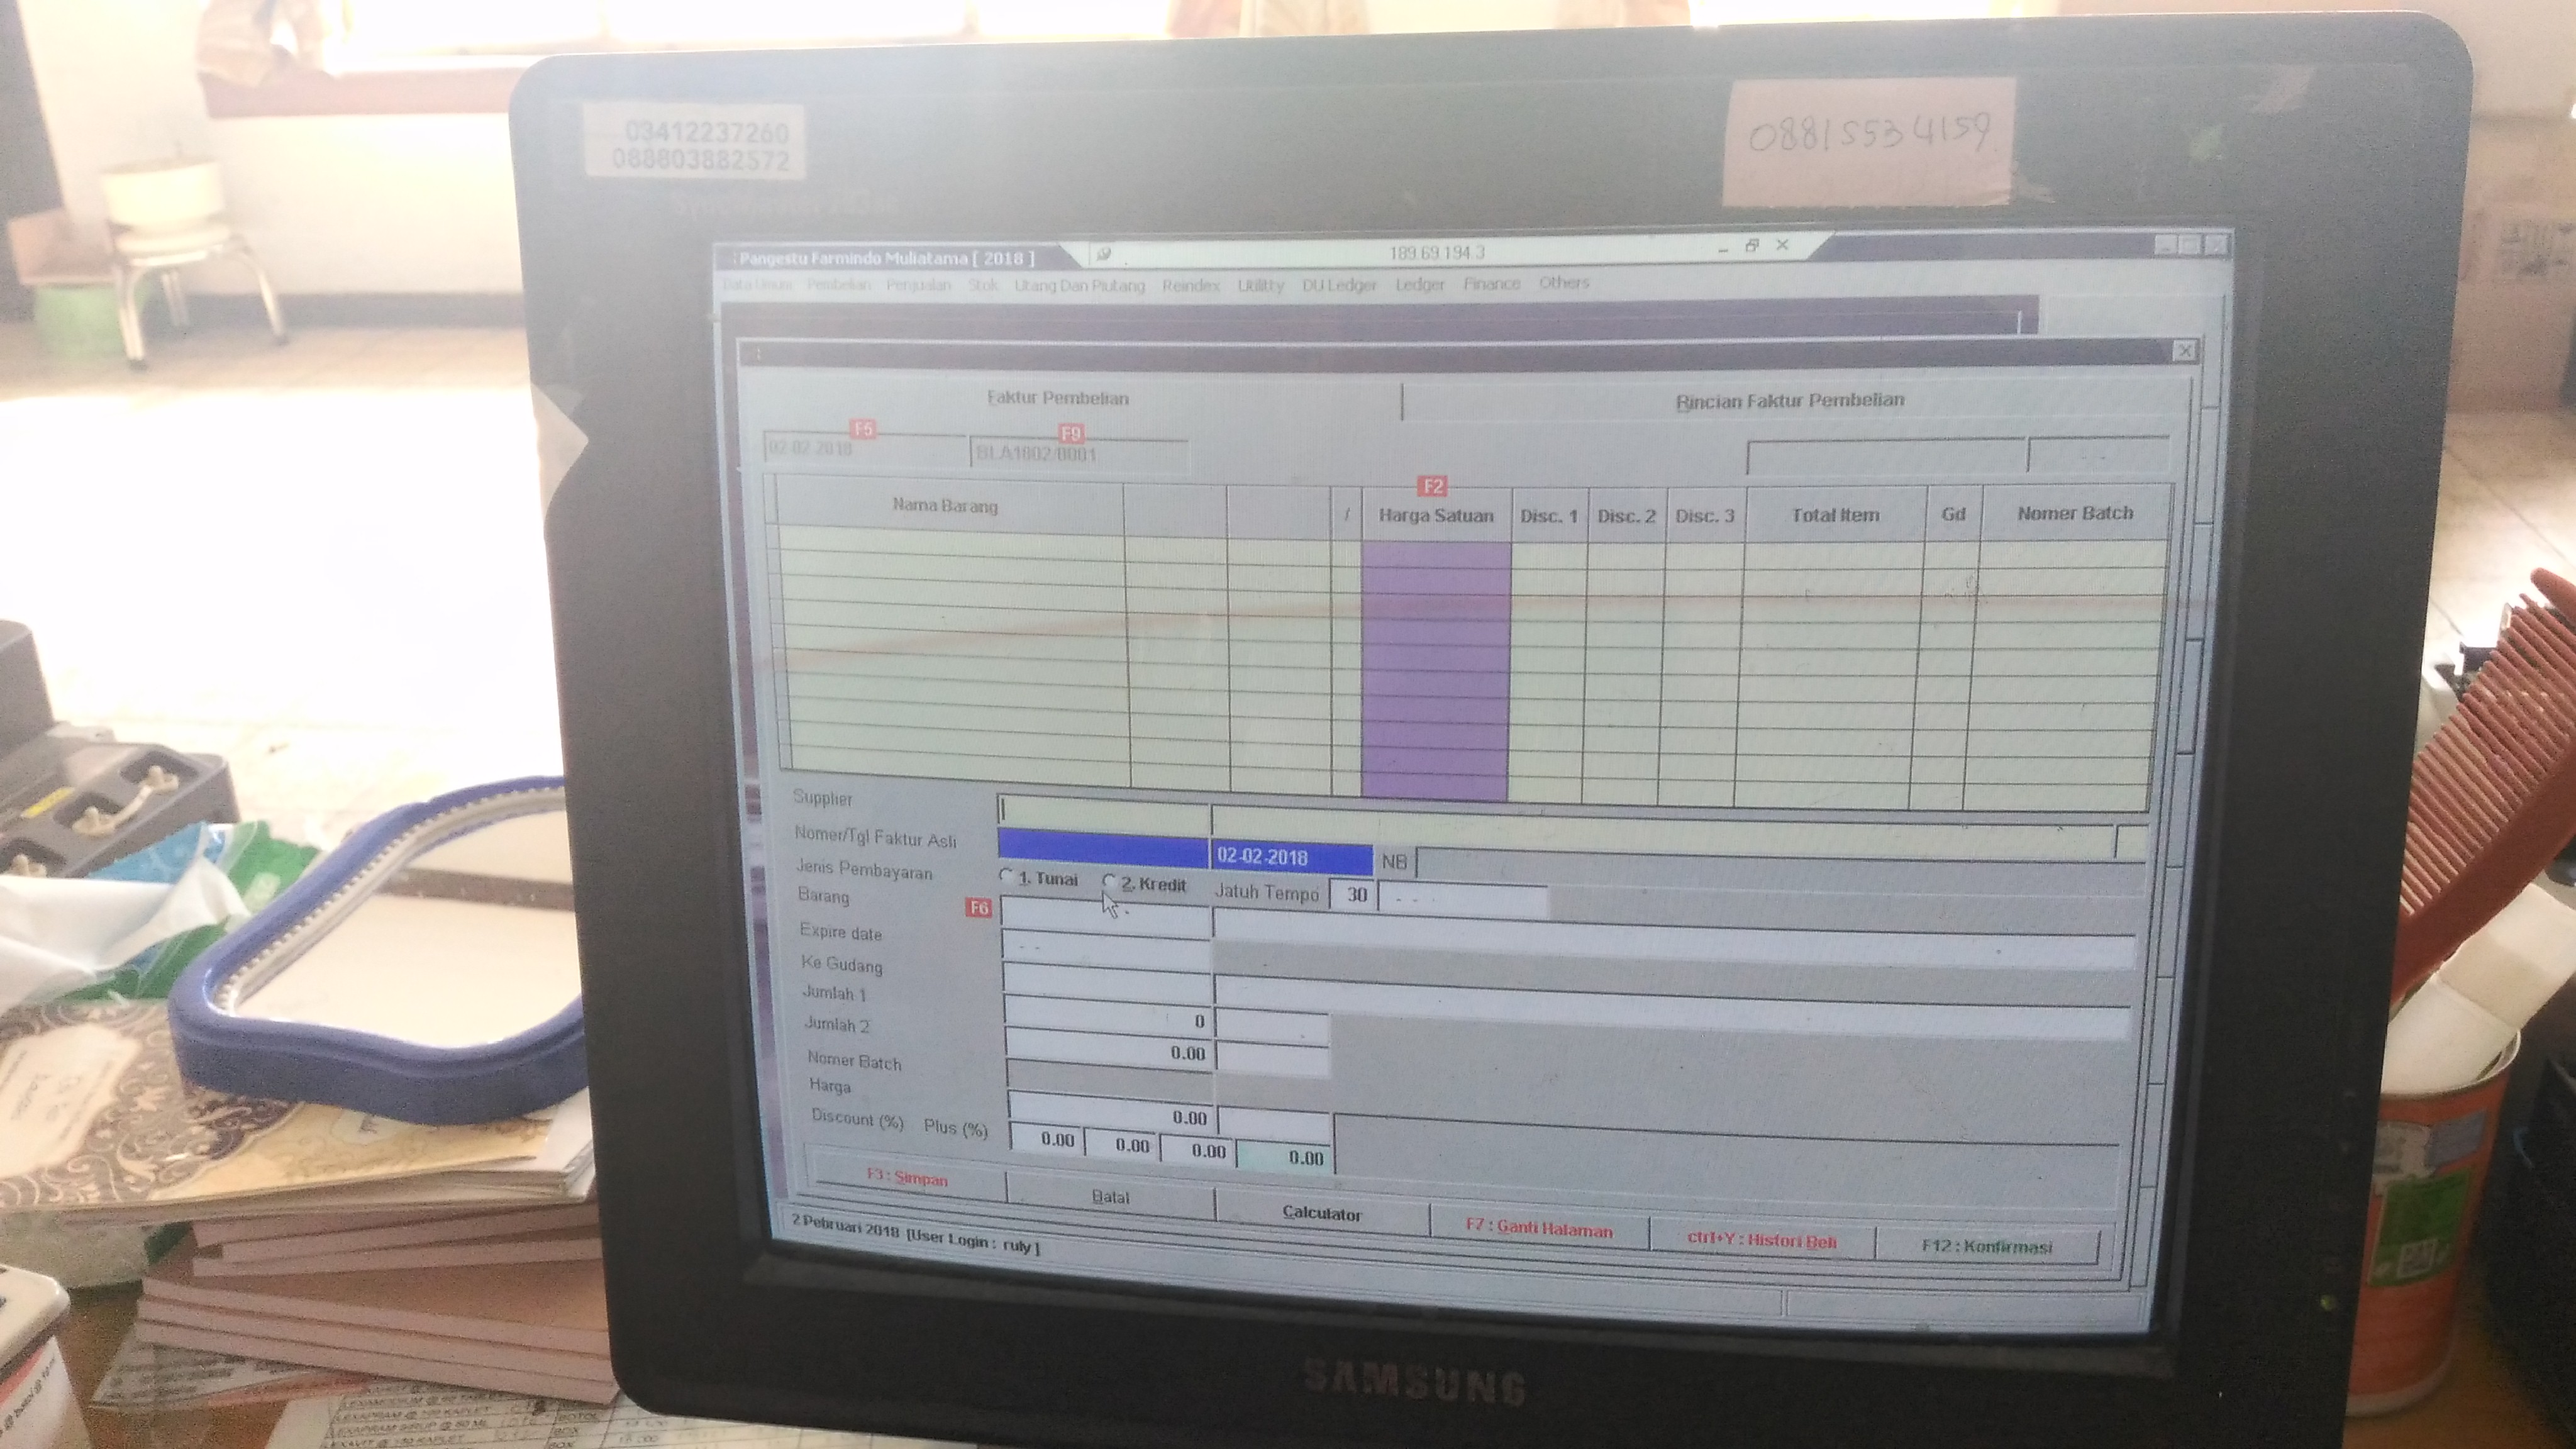 03412237260
088803882572
08815534159
Pangestu Farmindo Muliatama [ 2018 ]
189.69.194.3
Data Umum Pembelian Penjualan Stok Utang Dan Piutang Reindex Utility DU Ledger Ledger Finance Others
Faktur Pembelian
Rincian Faktur Pembelian
F5
F9
02-02-2018
BLA1802/0001
F2
Nama Barang / Harga Satuan Disc. 1 Disc. 2 Disc. 3 Total Item Gd Nomer Batch
Supplier
Nomer/Tgl Faktur Asli 02-02-2018 NB
Jenis Pembayaran 1. Tunai 2. Kredit Jatuh Tempo 30 - -
Barang F6
Expire date - -
Ke Gudang
Jumlah 1 0
Jumlah 2 0.00
Nomer Batch
Harga 0.00
Discount (%) Plus (%) 0.00 0.00 0.00 0.00
F3 : Simpan
Batal
Calculator
F7 : Ganti Halaman
ctrl+Y : Histori Beli
F12 : Konfirmasi
2 Pebruari 2018 [User Login : ruly ]
SAMSUNG